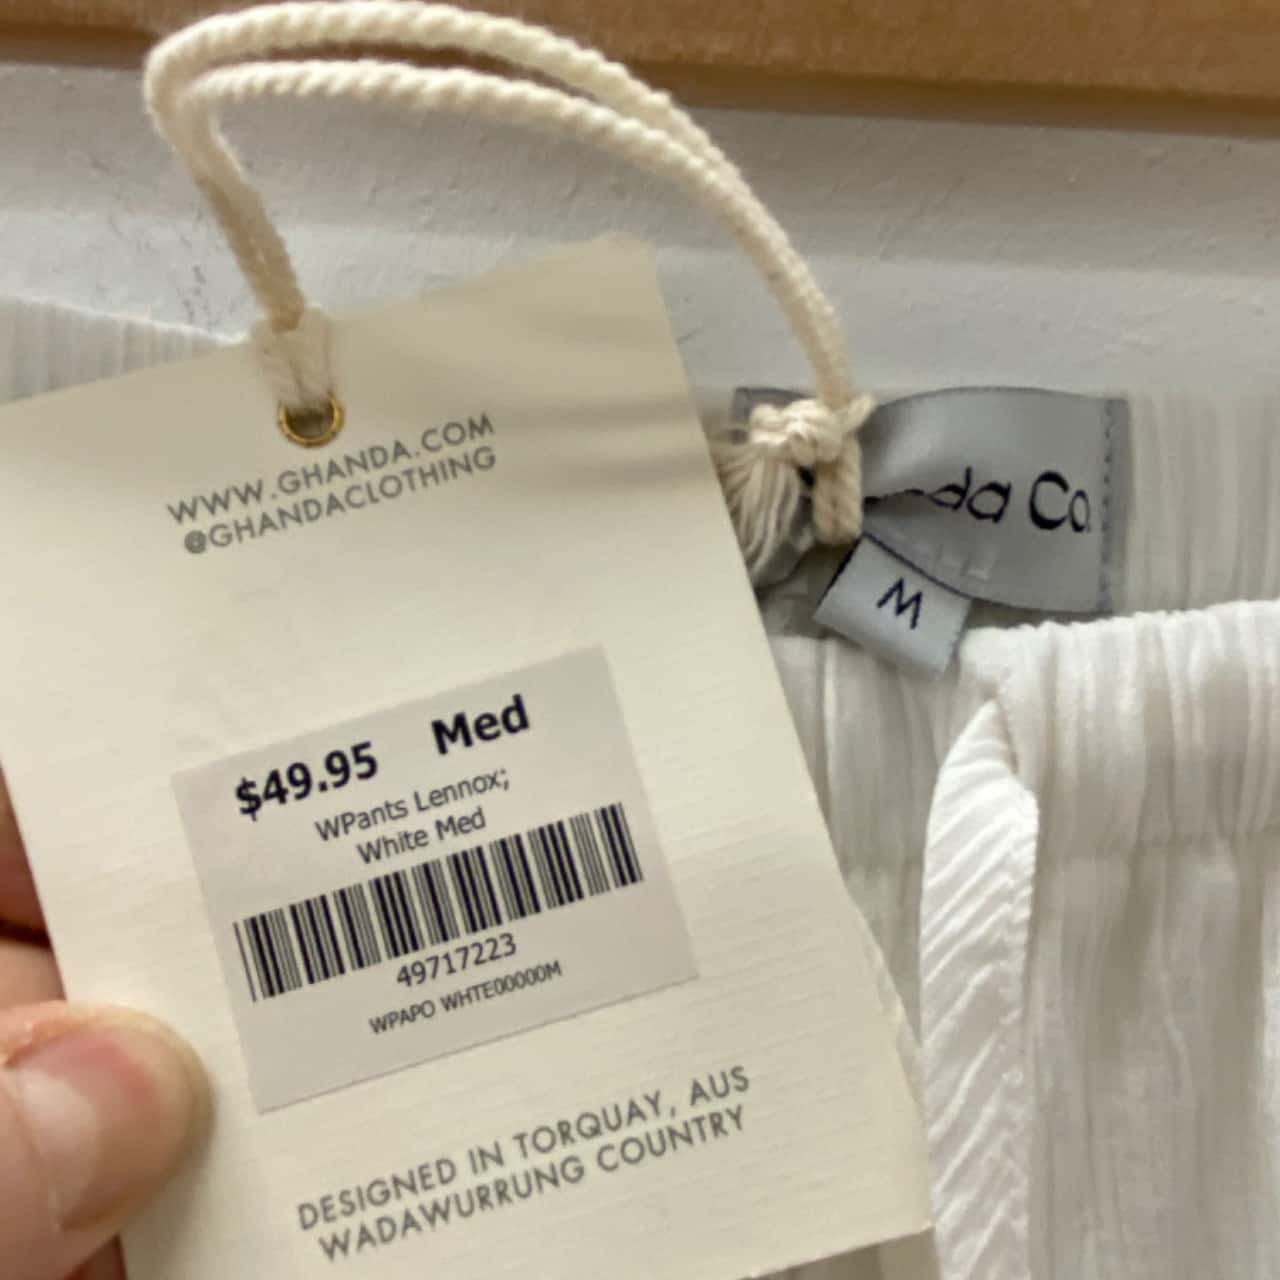 WWW.GHANDA.COM
@GHANDACLOTHING
$49.95 Med
WPants Lennox;
White Med
49717223
WPAPO WHTE00000M
DESIGNED IN TORQUAY, AUS
WADAWURRUNG COUNTRY
Co.
M